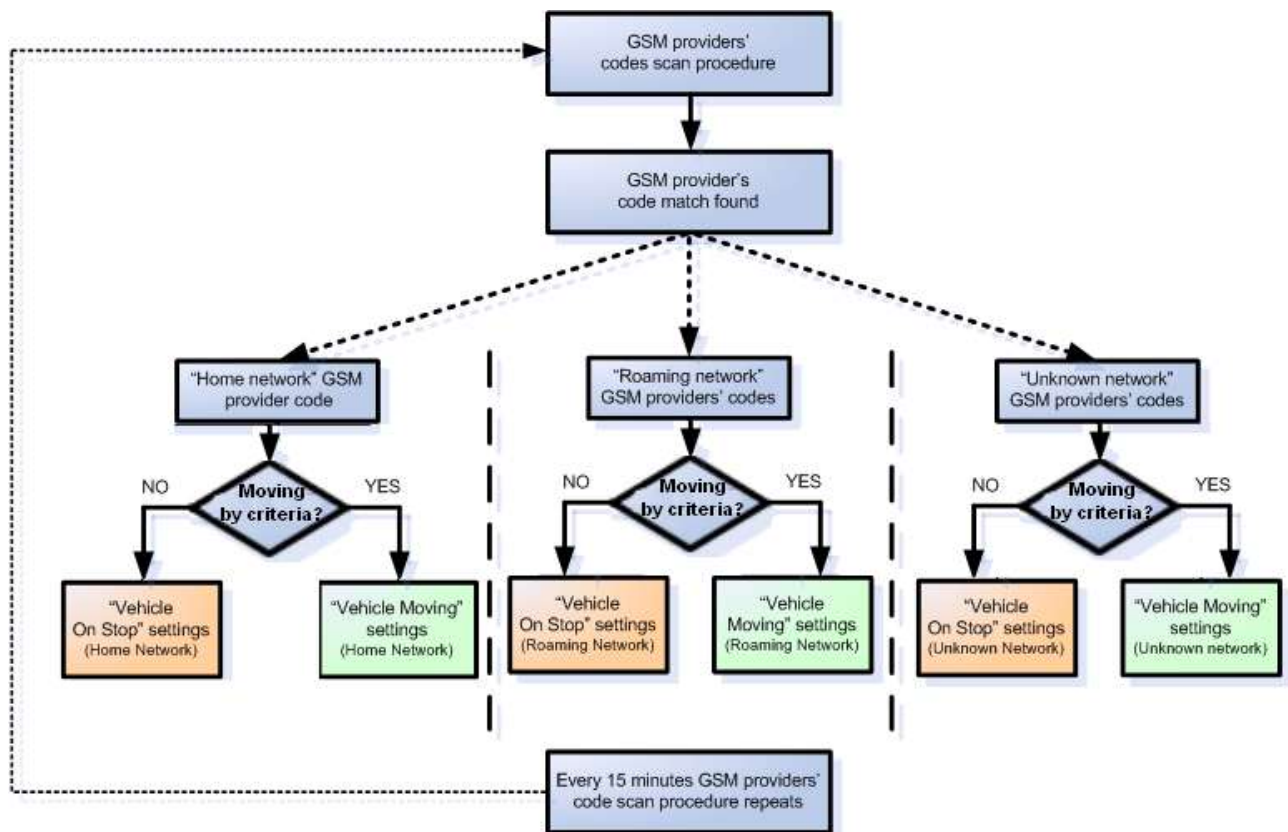 GSM providers'
codes scan procedure
GSM provider's
code match found
"Home network" GSM
provider code
"Roaming network"
GSM providers' codes
"Unknown network"
GSM providers' codes
NO
Moving
by criteria?
YES
NO
Moving
by criteria?
YES
NO
Moving
by criteria?
YES
"Vehicle
On Stop" settings
(Home Network)
"Vehicle Moving"
settings
(Home Network)
"Vehicle
On Stop" settings
(Roaming Network)
"Vehicle
Moving" settings
(Roaming Network)
"Vehicle
On Stop" settings
(Unknown Network)
"Vehicle Moving"
settings
(Unknown network)
Every 15 minutes GSM providers'
code scan procedure repeats